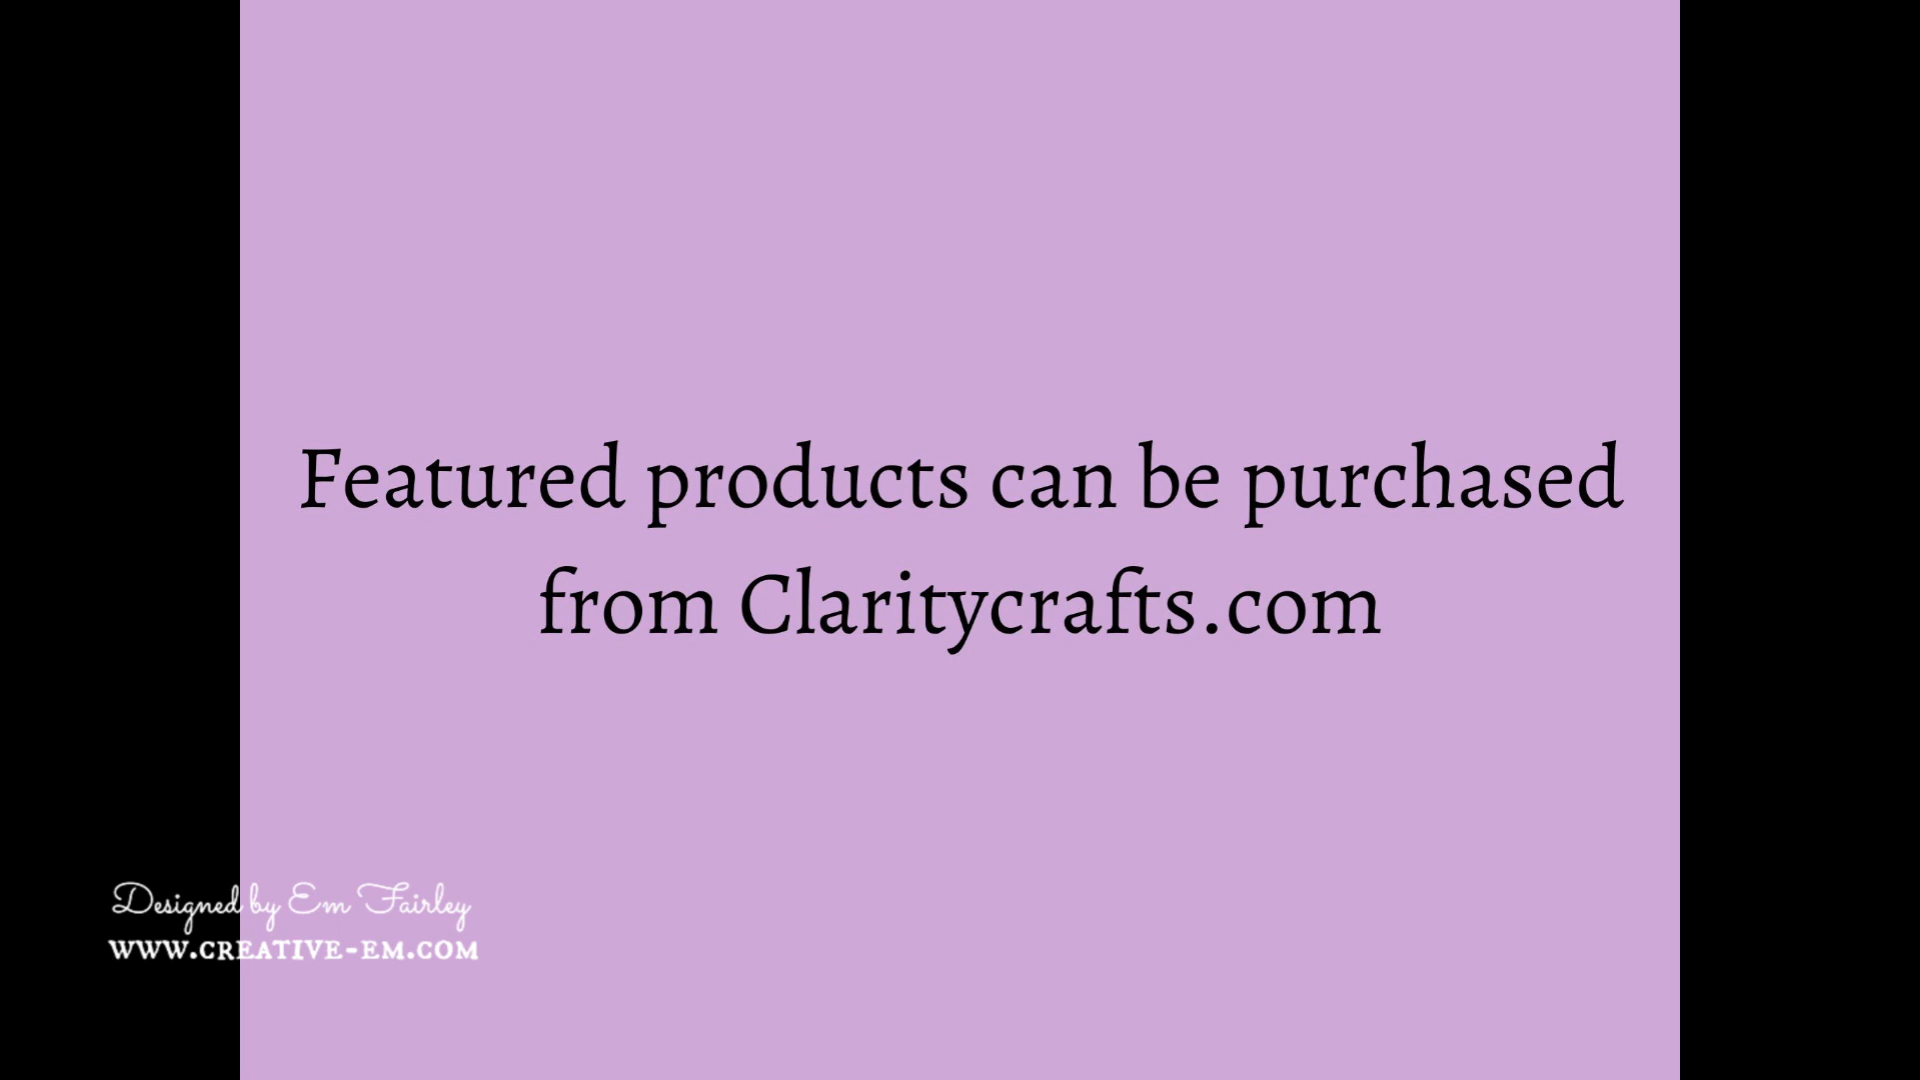 Featured products can be purchased
from Claritycrafts.com
Designed by Em Fairley
WWW.CREATIVE-EM.COM